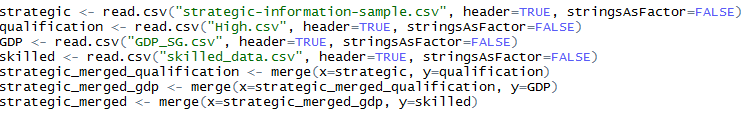 strategic <- read.csv("strategic-information-sample.csv", header=TRUE, stringsAsFactor=FALSE)
qualification <- read.csv("High.csv", header=TRUE, stringsAsFactor=FALSE)
GDP <- read.csv("GDP_SG.csv", header=TRUE, stringsAsFactor=FALSE)
skilled <- read.csv("skilled_data.csv", header=TRUE, stringsAsFactor=FALSE)
strategic_merged_qualification <- merge(x=strategic, y=qualification)
strategic_merged_gdp <- merge(x=strategic_merged_qualification, y=GDP)
strategic_merged <- merge(x=strategic_merged_gdp, y=skilled)